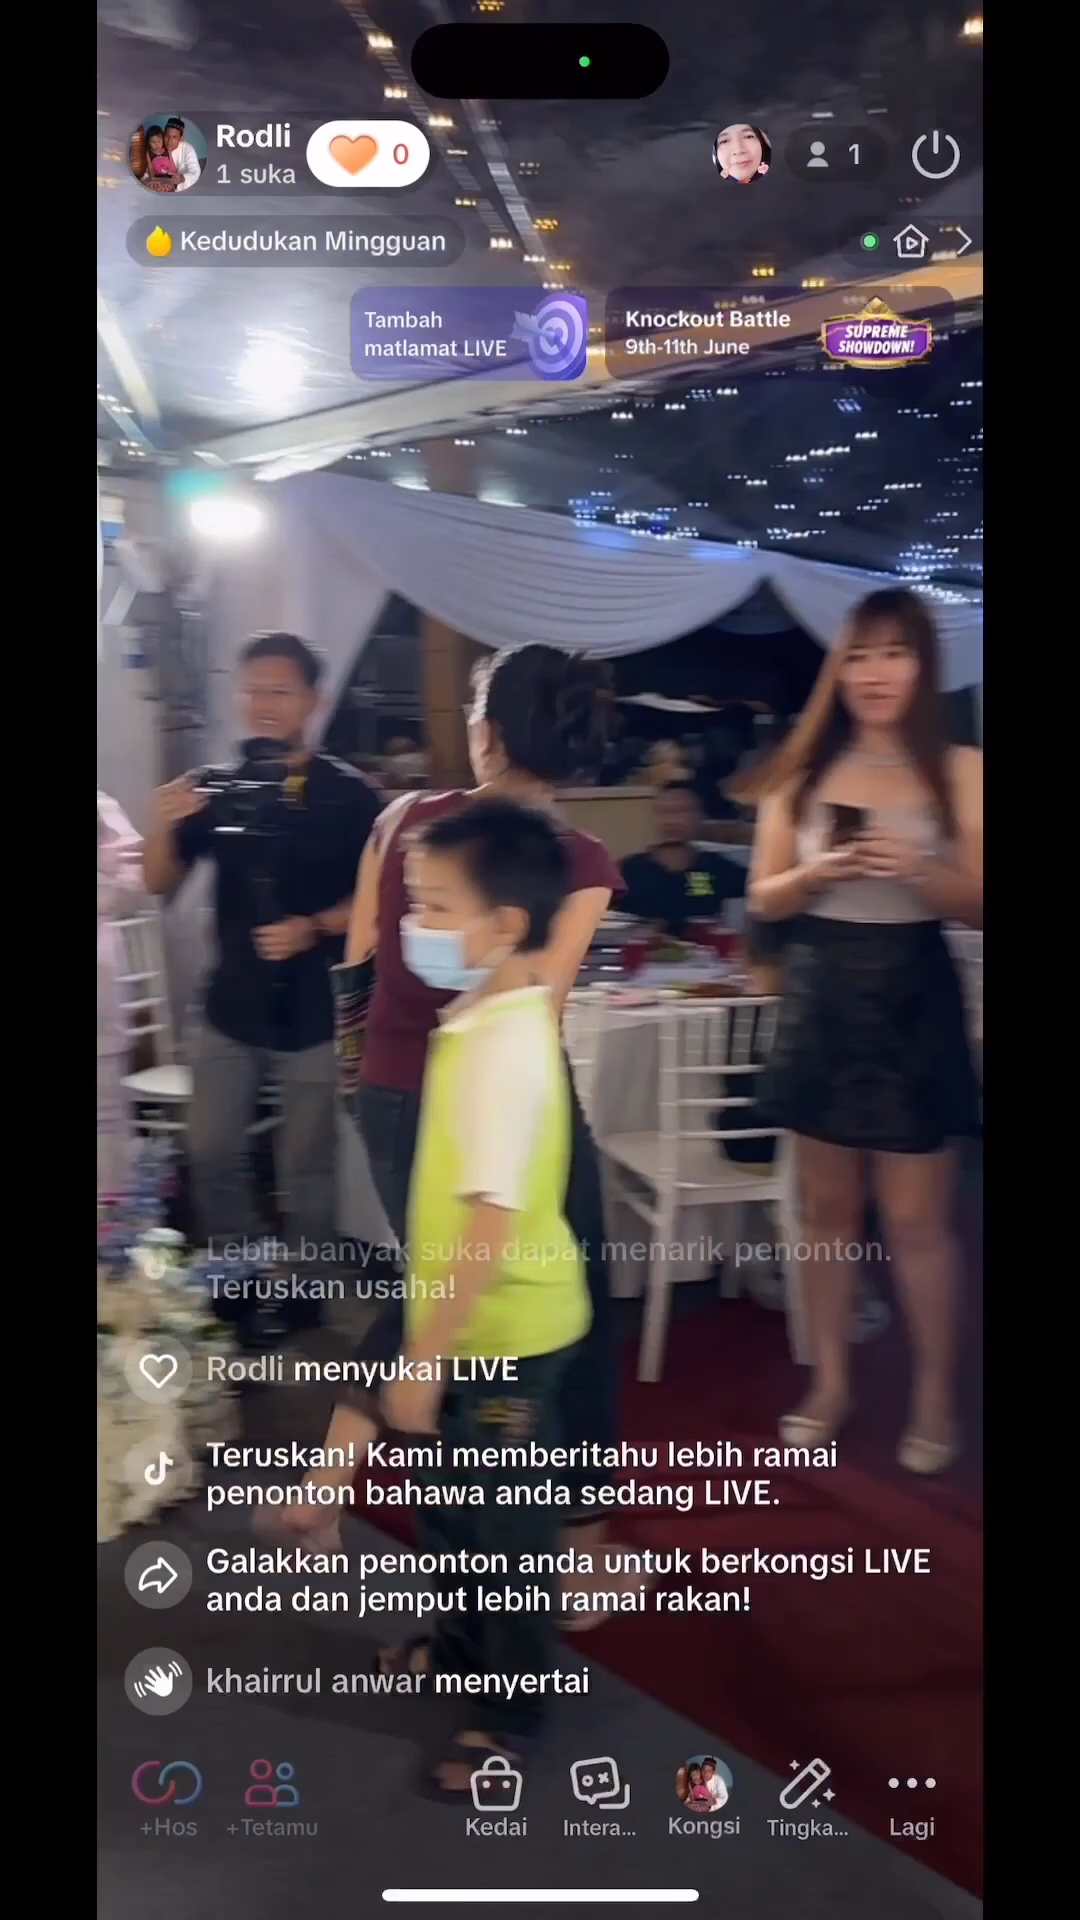 Rodli
0
1 suka
1
Kedudukan Mingguan
Tambah
matlamat LIVE
Knockout Battle
9th-11th June
SUPREME
SHOWDOWN!
Lebih banyak suka dapat menarik penonton.
Teruskan usaha!
Rodli menyukai LIVE
Teruskan! Kami memberitahu lebih ramai
penonton bahawa anda sedang LIVE.
Galakkan penonton anda untuk berkongsi LIVE
anda dan jemput lebih ramai rakan!
khairrul anwar menyertai
+Hos
+Tetamu
Kedai
Intera...
Kongsi
Tingka...
Lagi